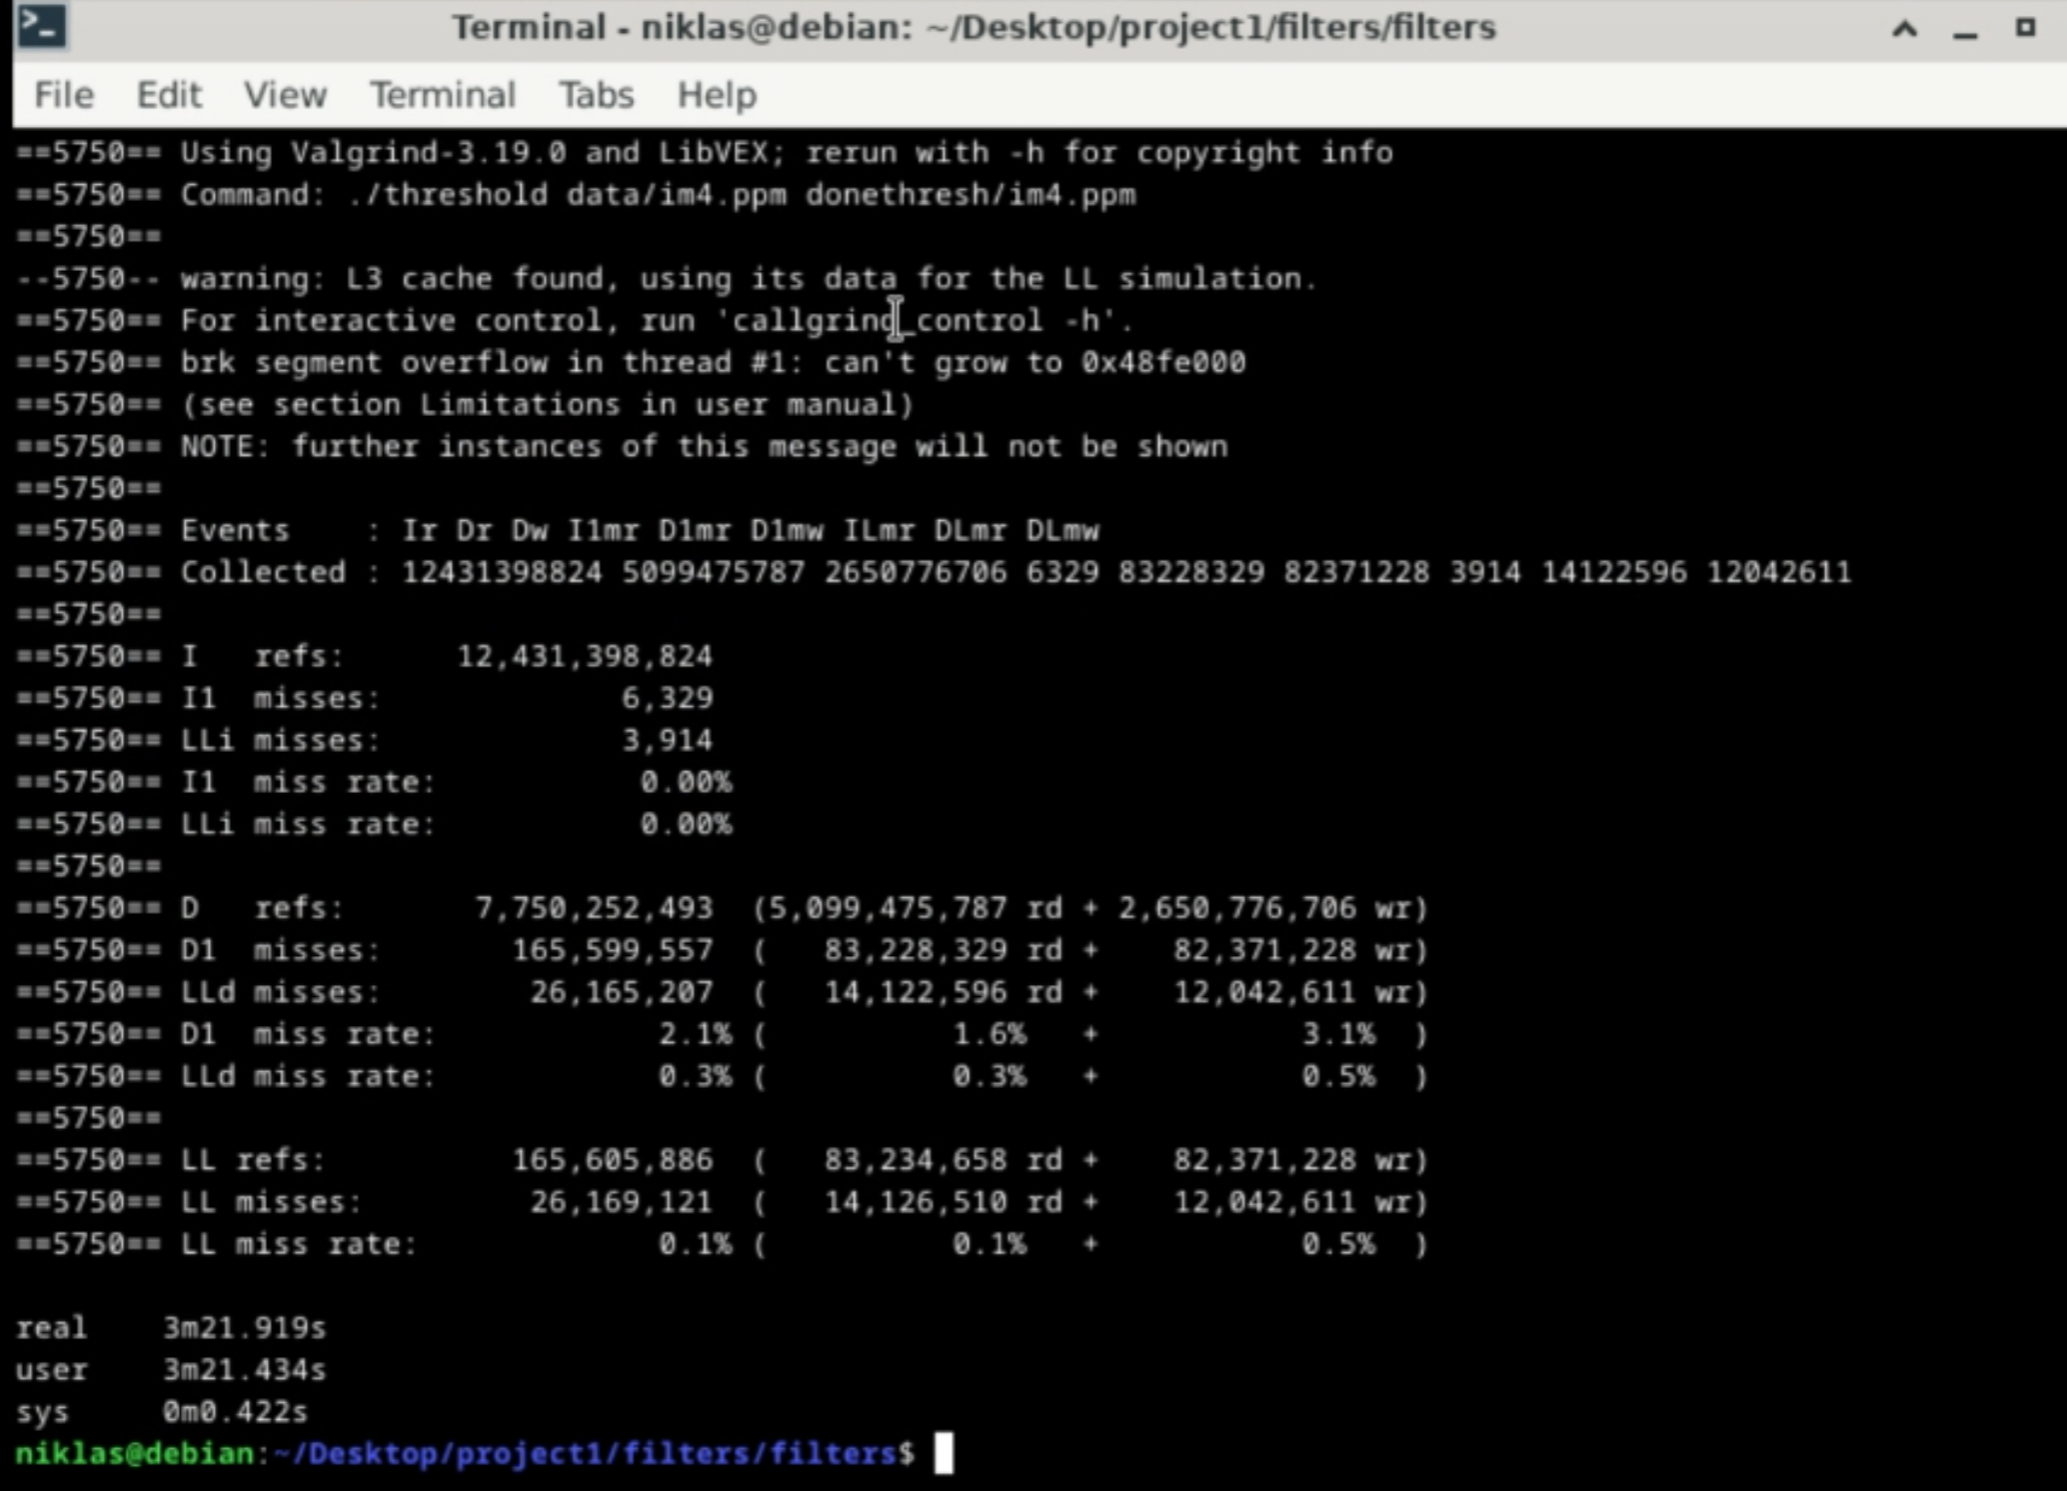 Terminal - niklas@debian: ~/Desktop/project1/filters/filters
File Edit View Terminal Tabs Help
==5750== Using Valgrind-3.19.0 and LibVEX; rerun with -h for copyright info
==5750== Command: ./threshold data/im4.ppm donethresh/im4.ppm
==5750==
--5750-- warning: L3 cache found, using its data for the LL simulation.
==5750== For interactive control, run 'callgrind_control -h'.
==5750== brk segment overflow in thread #1: can't grow to 0x48fe000
==5750== (see section Limitations in user manual)
==5750== NOTE: further instances of this message will not be shown
==5750==
==5750== Events    : Ir Dr Dw I1mr D1mr D1mw ILmr DLmr DLmw
==5750== Collected : 12431398824 5099475787 2650776706 6329 83228329 82371228 3914 14122596 12042611
==5750==
==5750== I   refs:      12,431,398,824
==5750== I1  misses:             6,329
==5750== LLi misses:             3,914
==5750== I1  miss rate:           0.00%
==5750== LLi miss rate:           0.00%
==5750==
==5750== D   refs:       7,750,252,493  (5,099,475,787 rd + 2,650,776,706 wr)
==5750== D1  misses:       165,599,557  (   83,228,329 rd +    82,371,228 wr)
==5750== LLd misses:        26,165,207  (   14,122,596 rd +    12,042,611 wr)
==5750== D1  miss rate:            2.1% (          1.6%   +           3.1%  )
==5750== LLd miss rate:            0.3% (          0.3%   +           0.5%  )
==5750==
==5750== LL refs:          165,605,886  (   83,234,658 rd +    82,371,228 wr)
==5750== LL misses:         26,169,121  (   14,126,510 rd +    12,042,611 wr)
==5750== LL miss rate:             0.1% (          0.1%   +           0.5%  )
real    3m21.919s
user    3m21.434s
sys     0m0.422s
niklas@debian:~/Desktop/project1/filters/filters$